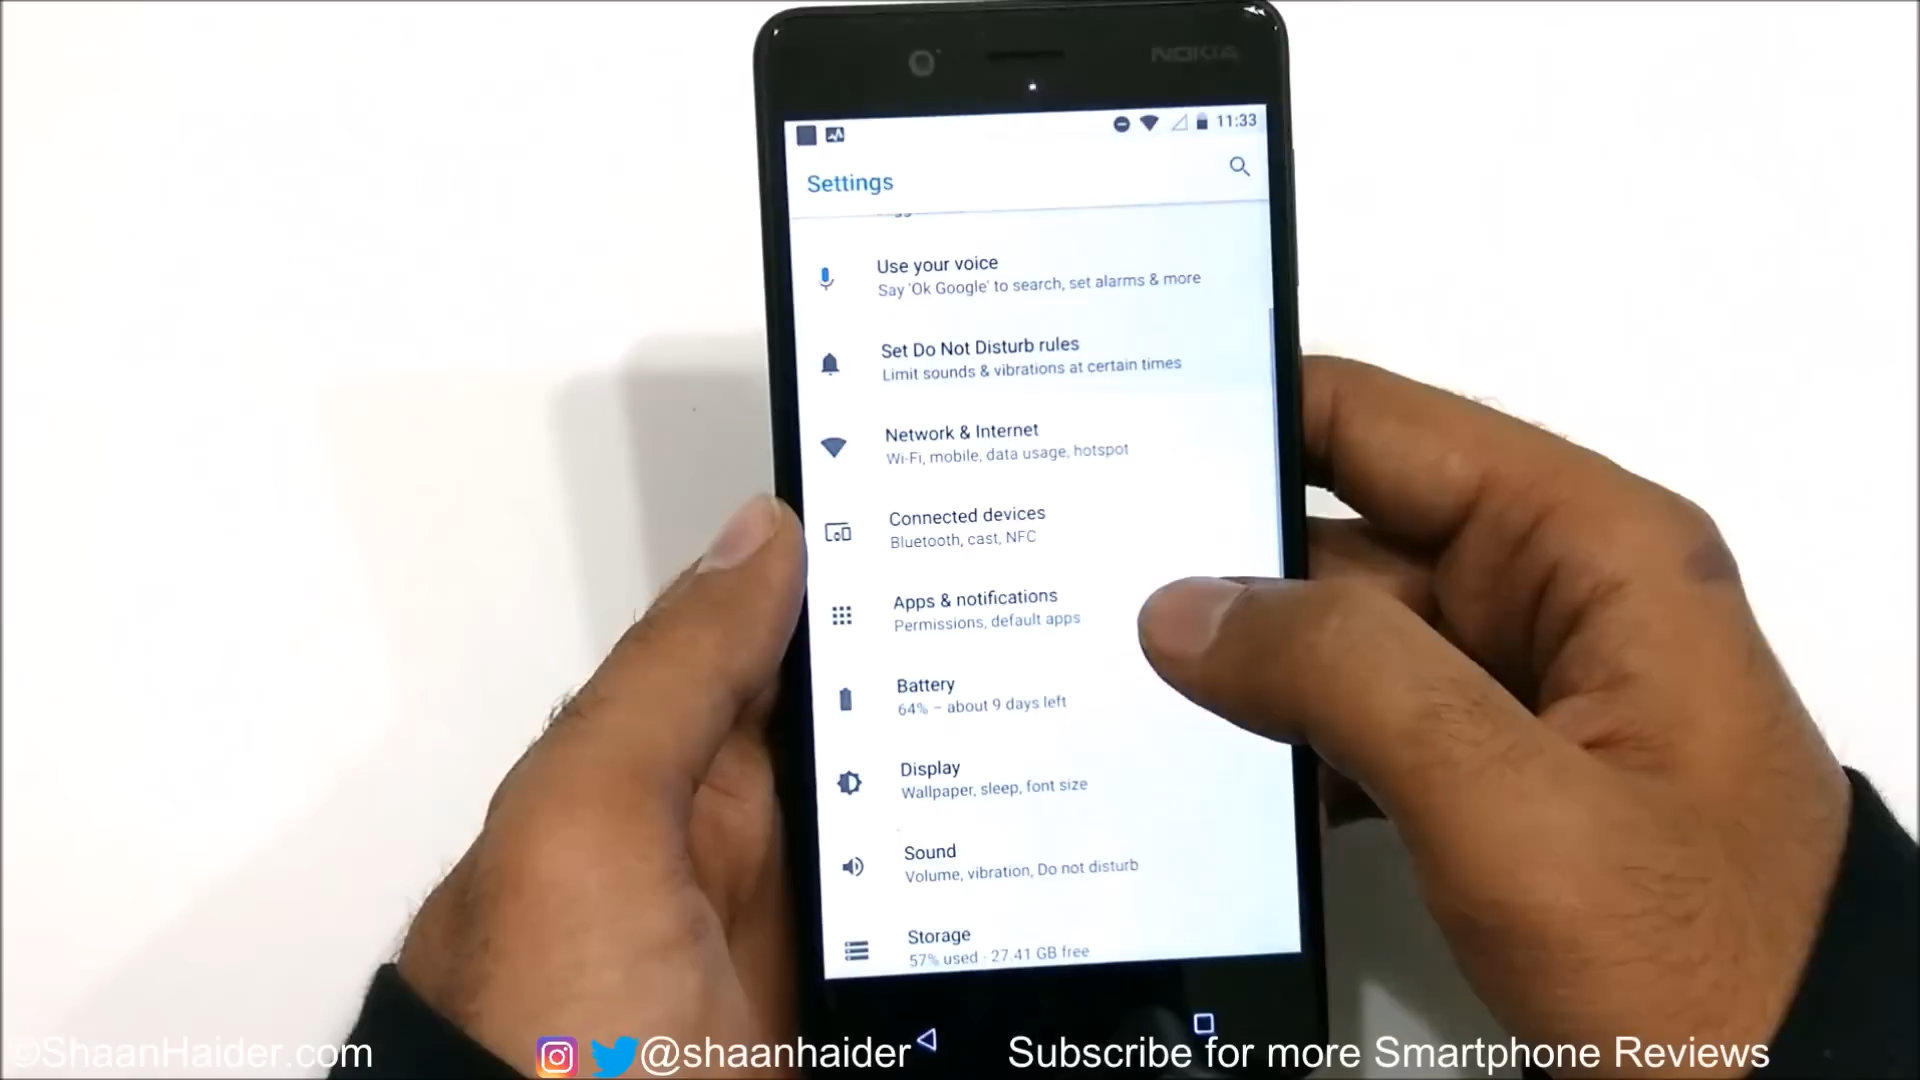 NOKIA
11:33
Settings
Use your voice
Say 'Ok Google' to search, set alarms & more
Set Do Not Disturb rules
Limit sounds & vibrations at certain times
Network & Internet
Wi-Fi, mobile, data usage, hotspot
Connected devices
Bluetooth, cast, NFC
Apps & notifications
Permissions, default apps
Battery
64% – about 9 days left
Display
Wallpaper, sleep, font size
Sound
Volume, vibration, Do not disturb
Storage
57% used · 27.41 GB free
©ShaanHaider.com @shaanhaider Subscribe for more Smartphone Reviews